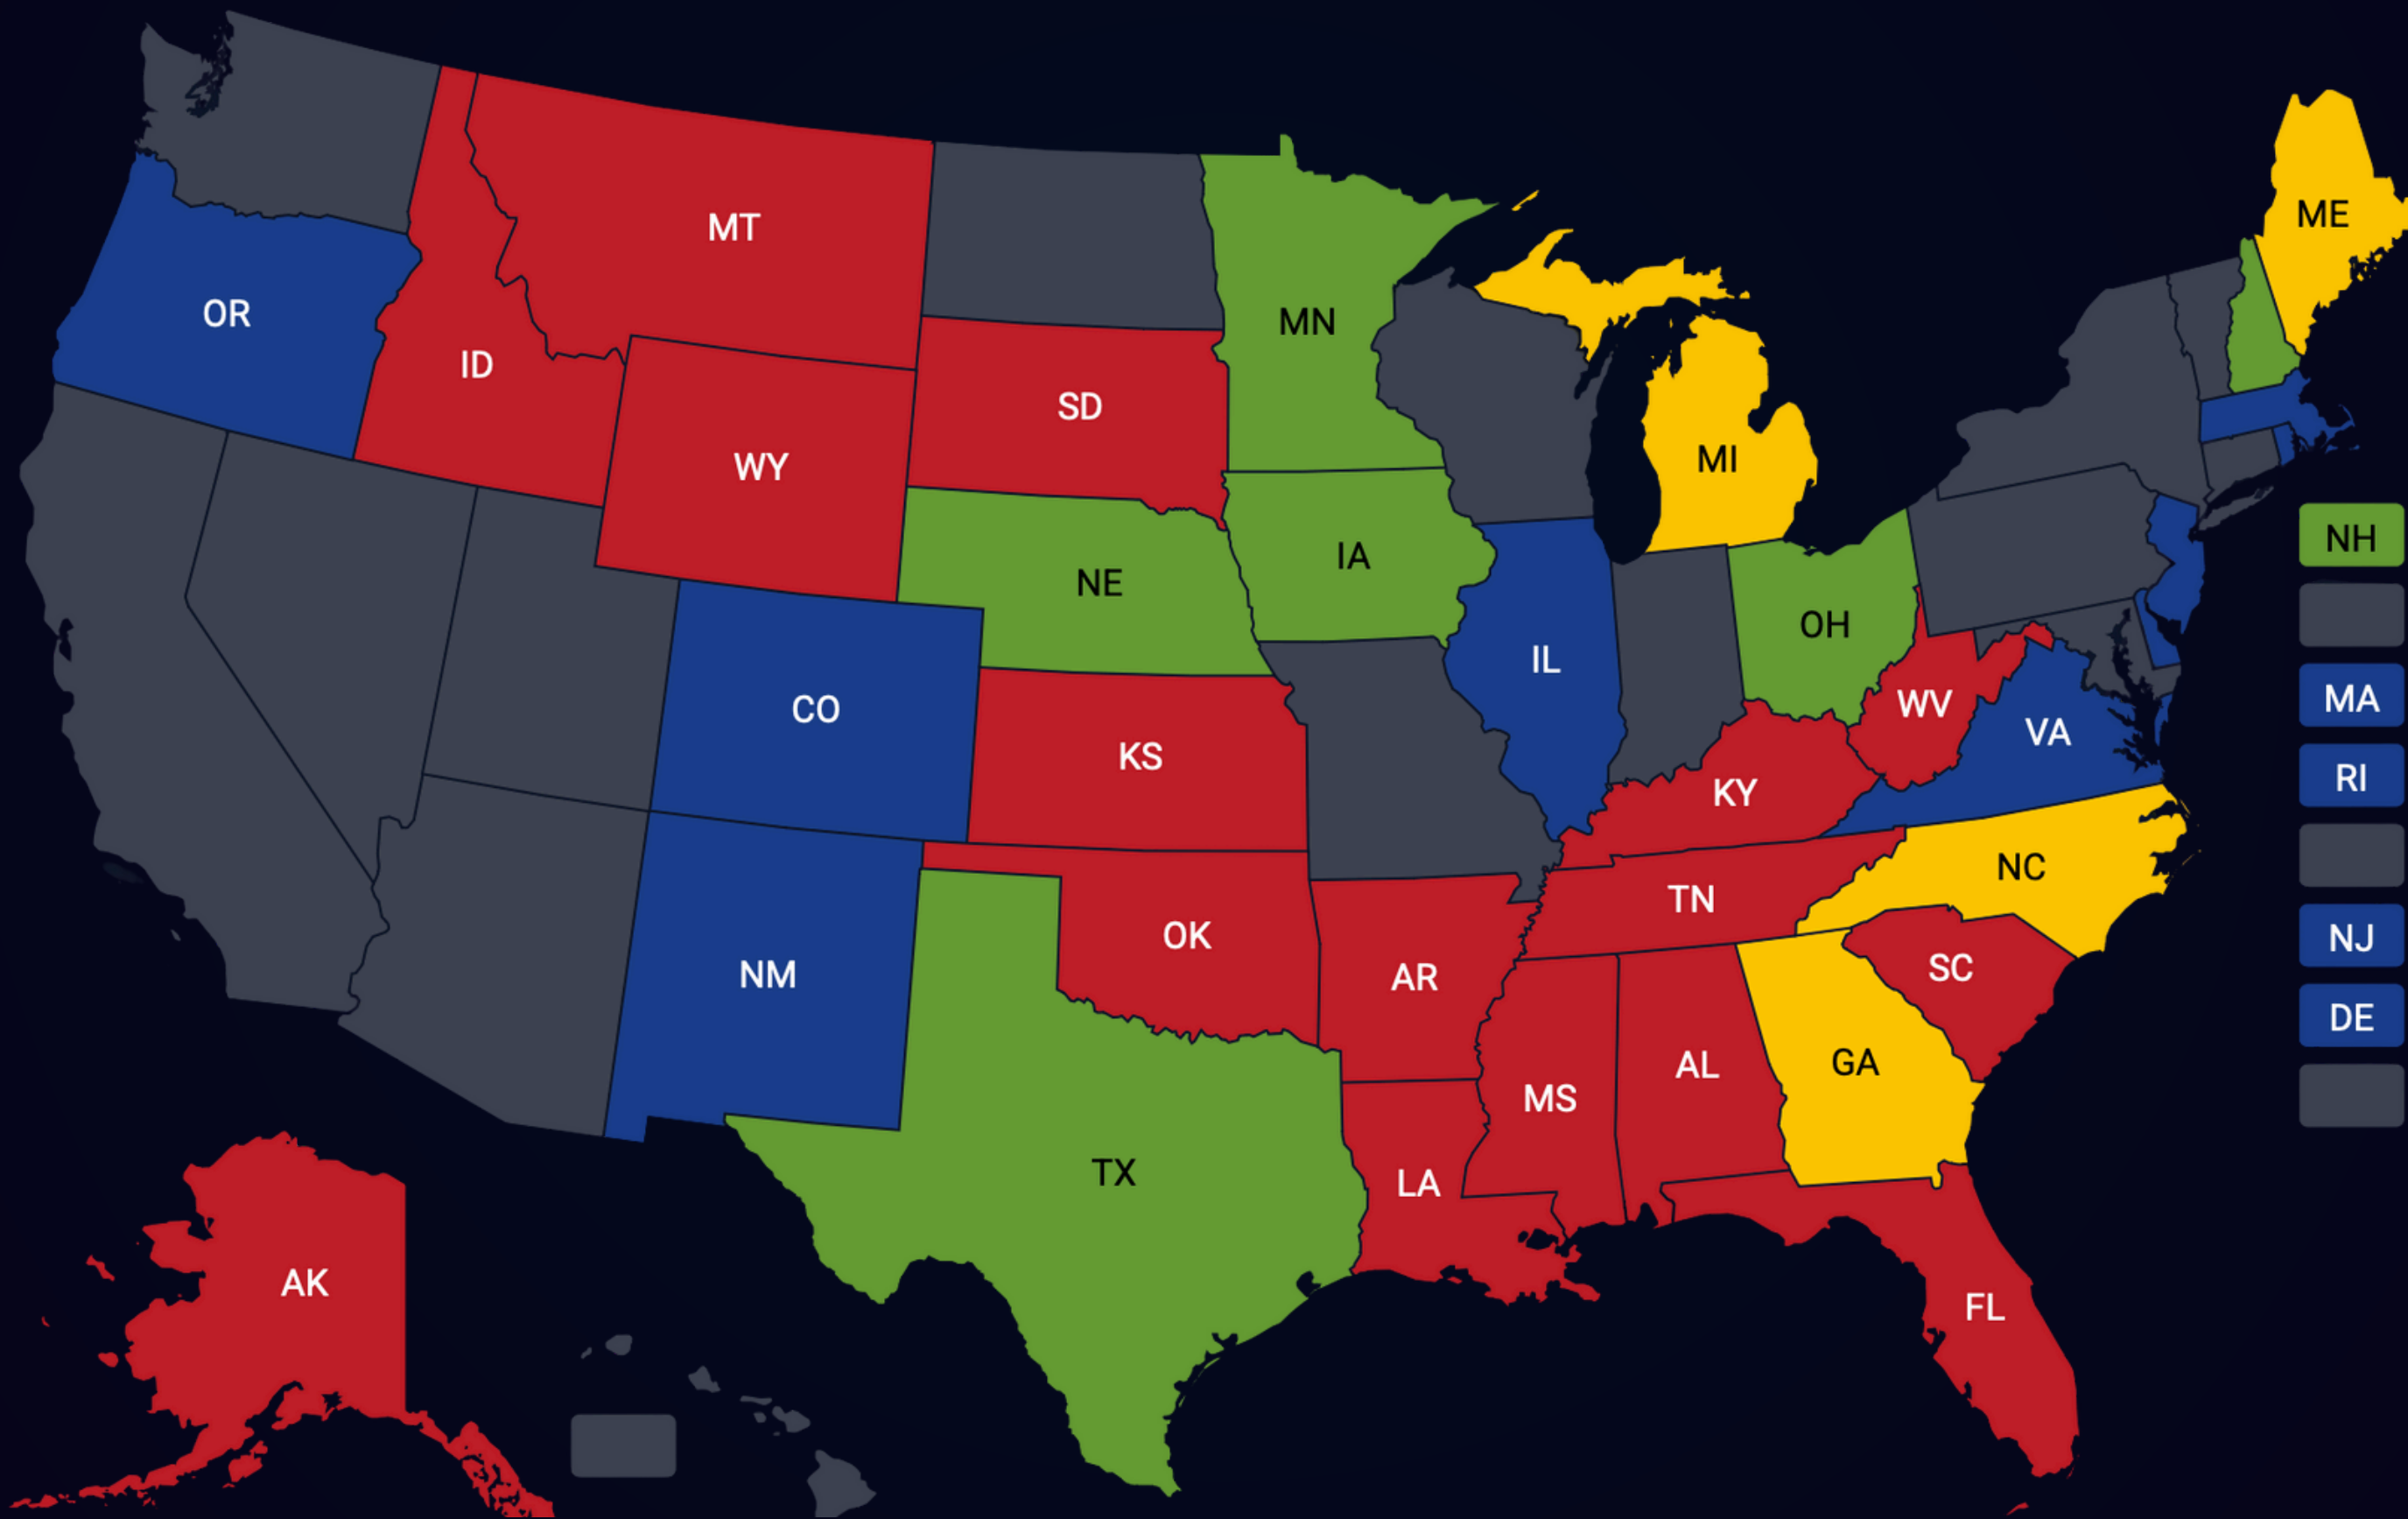 ME
MT
OR
MN
ID
SD
MI
WY
NH
IA
NE
OH
IL
MA
WV
CO
VA
KS
RI
KY
NC
TN
OK
NJ
SC
NM
AR
DE
GA
AL
MS
TX
LA
AK
FL